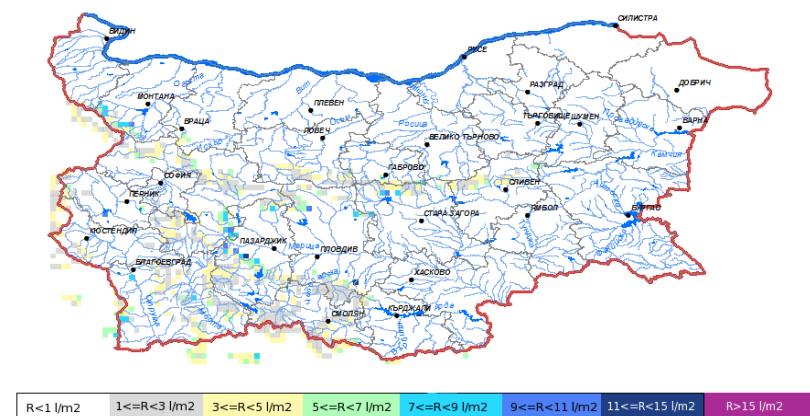 СИЛИСТРА
ВИДИН
РУСЕ
ДОБРИЧ
РАЗГРАД
МОНТАНА
ПЛЕВЕН
ТЪРГОВИЩЕ
ШУМЕН
ВРАЦА
ВАРНА
ЛОВЕЧ
Росица
ВЕЛИКО ТЪРНОВО
Камчия
ГАБРОВО
СОФИЯ
СЛИВЕН
ПЕРНИК
СТАРА ЗАГОРА
ЯМБОЛ
БУРГАС
КЮСТЕНДИЛ
ПАЗАРДЖИК
Марица
ПЛОВДИВ
БЛАГОЕВГРАД
ХАСКОВО
СМОЛЯН
КЪРДЖАЛИ
R<1 l/m2 1<=R<3 l/m2 3<=R<5 l/m2 5<=R<7 l/m2 7<=R<9 l/m2 9<=R<11 l/m2 11<=R<15 l/m2 R>15 l/m2